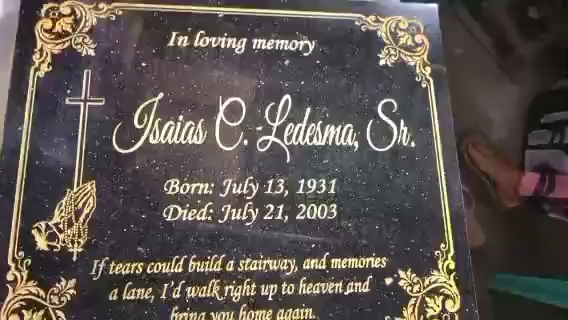 In loving memory
Isaias C. Ledesma, Sr.
Born: July 13, 1931
Died: July 21, 2003
If tears could build a stairway, and memories
a lane, I'd walk right up to heaven and
bring you home again.